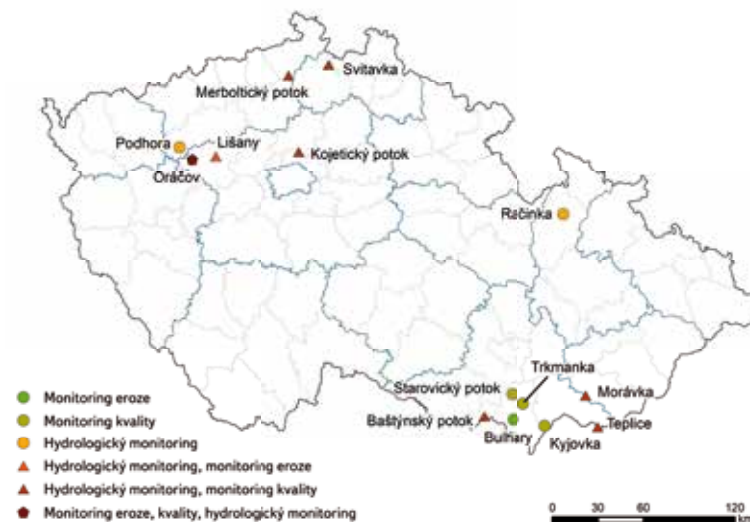 Svitavka
Merboltický potok
Podhora
Lišany
Kojetický potok
Oráčov
Račinka
Trkmanka
Starovický potok
Morávka
Baštýnský potok
Teplice
Bulhary
Kyjovka
Monitoring eroze
Monitoring kvality
Hydrologický monitoring
Hydrologický monitoring, monitoring eroze
Hydrologický monitoring, monitoring kvality
Monitoring eroze, kvality, hydrologický monitoring
0 30 60 120